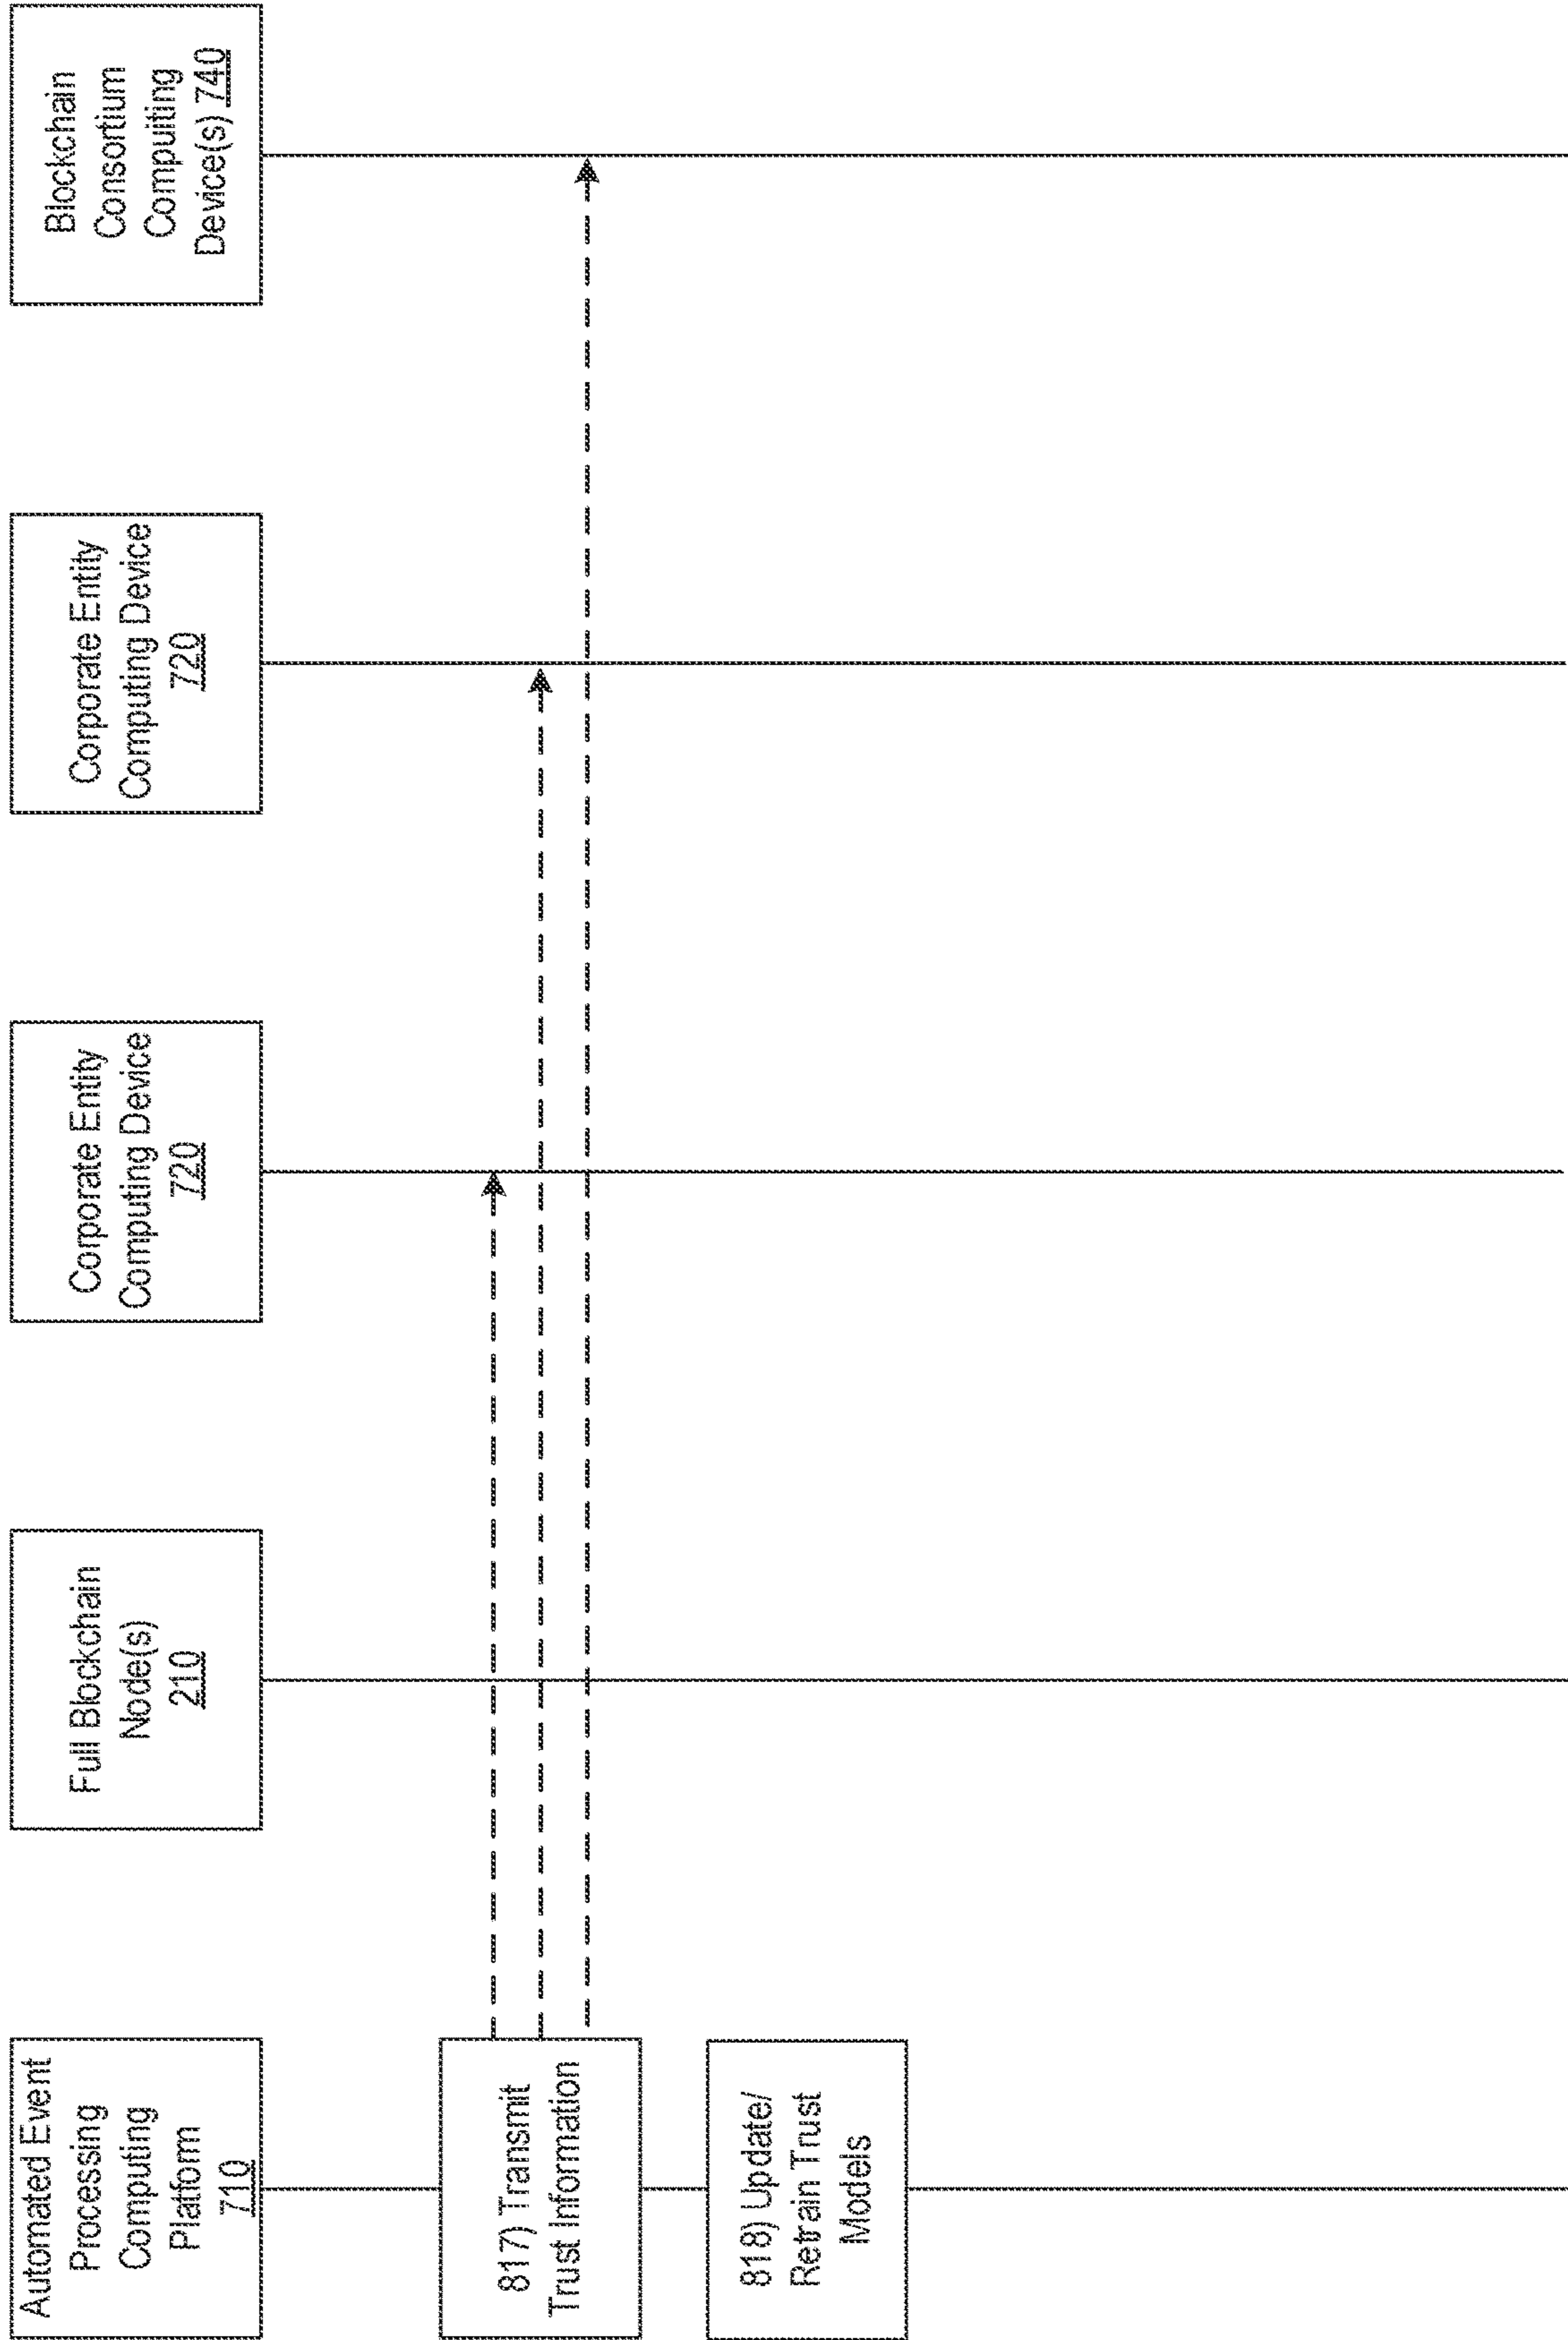 Automated Event
Processing
Computing
Platform
710
Full Blockchain
Node(s)
210
Corporate Entity
Computing Device
720
Corporate Entity
Computing Device
720
Blockchain
Consortium
Compuiting
Device(s) 740
817) Transmit
Trust Information
818) Update/
Retrain Trust
Models